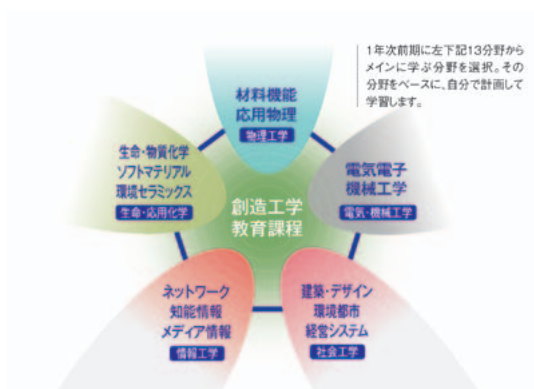 1年次前期に左下記13分野から
メインに学ぶ分野を選択。その
分野をベースに、自分で計画して
学習します。
材料機能
応用物理
物理工学
生命・物質化学
ソフトマテリアル
環境セラミックス
生命・応用化学
電気電子
機械工学
電気・機械工学
創造工学
教育課程
ネットワーク
知能情報
メディア情報
情報工学
建築・デザイン
環境都市
経営システム
社会工学